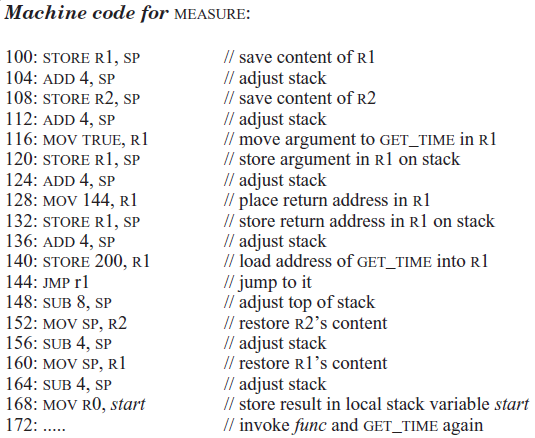 Machine code for MEASURE:
100: STORE R1, SP // save content of R1
104: ADD 4, SP // adjust stack
108: STORE R2, SP // save content of R2
112: ADD 4, SP // adjust stack
116: MOV TRUE, R1 // move argument to GET_TIME in R1
120: STORE R1, SP // store argument in R1 on stack
124: ADD 4, SP // adjust stack
128: MOV 144, R1 // place return address in R1
132: STORE R1, SP // store return address in R1 on stack
136: ADD 4, SP // adjust stack
140: STORE 200, R1 // load address of GET_TIME into R1
144: JMP r1 // jump to it
148: SUB 8, SP // adjust top of stack
152: MOV SP, R2 // restore R2’s content
156: SUB 4, SP // adjust stack
160: MOV SP, R1 // restore R1’s content
164: SUB 4, SP // adjust stack
168: MOV R0, start // store result in local stack variable start
172: ..... // invoke func and GET_TIME again